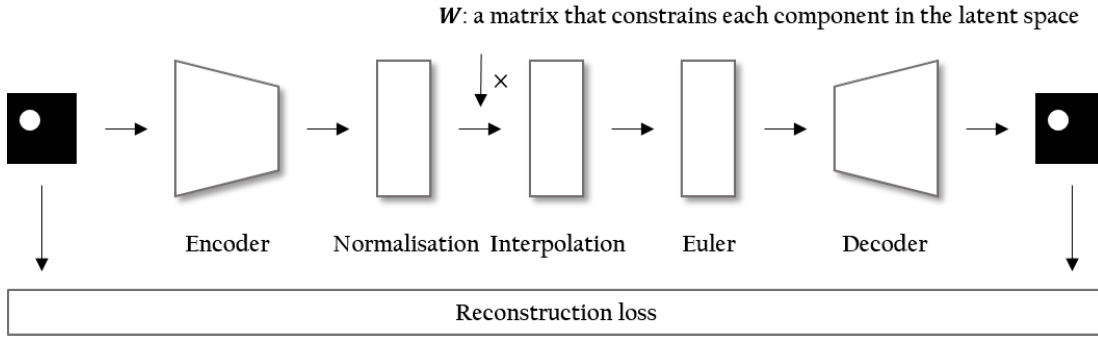 W: a matrix that constrains each component in the latent space
×
Encoder
Normalisation
Interpolation
Euler
Decoder
Reconstruction loss